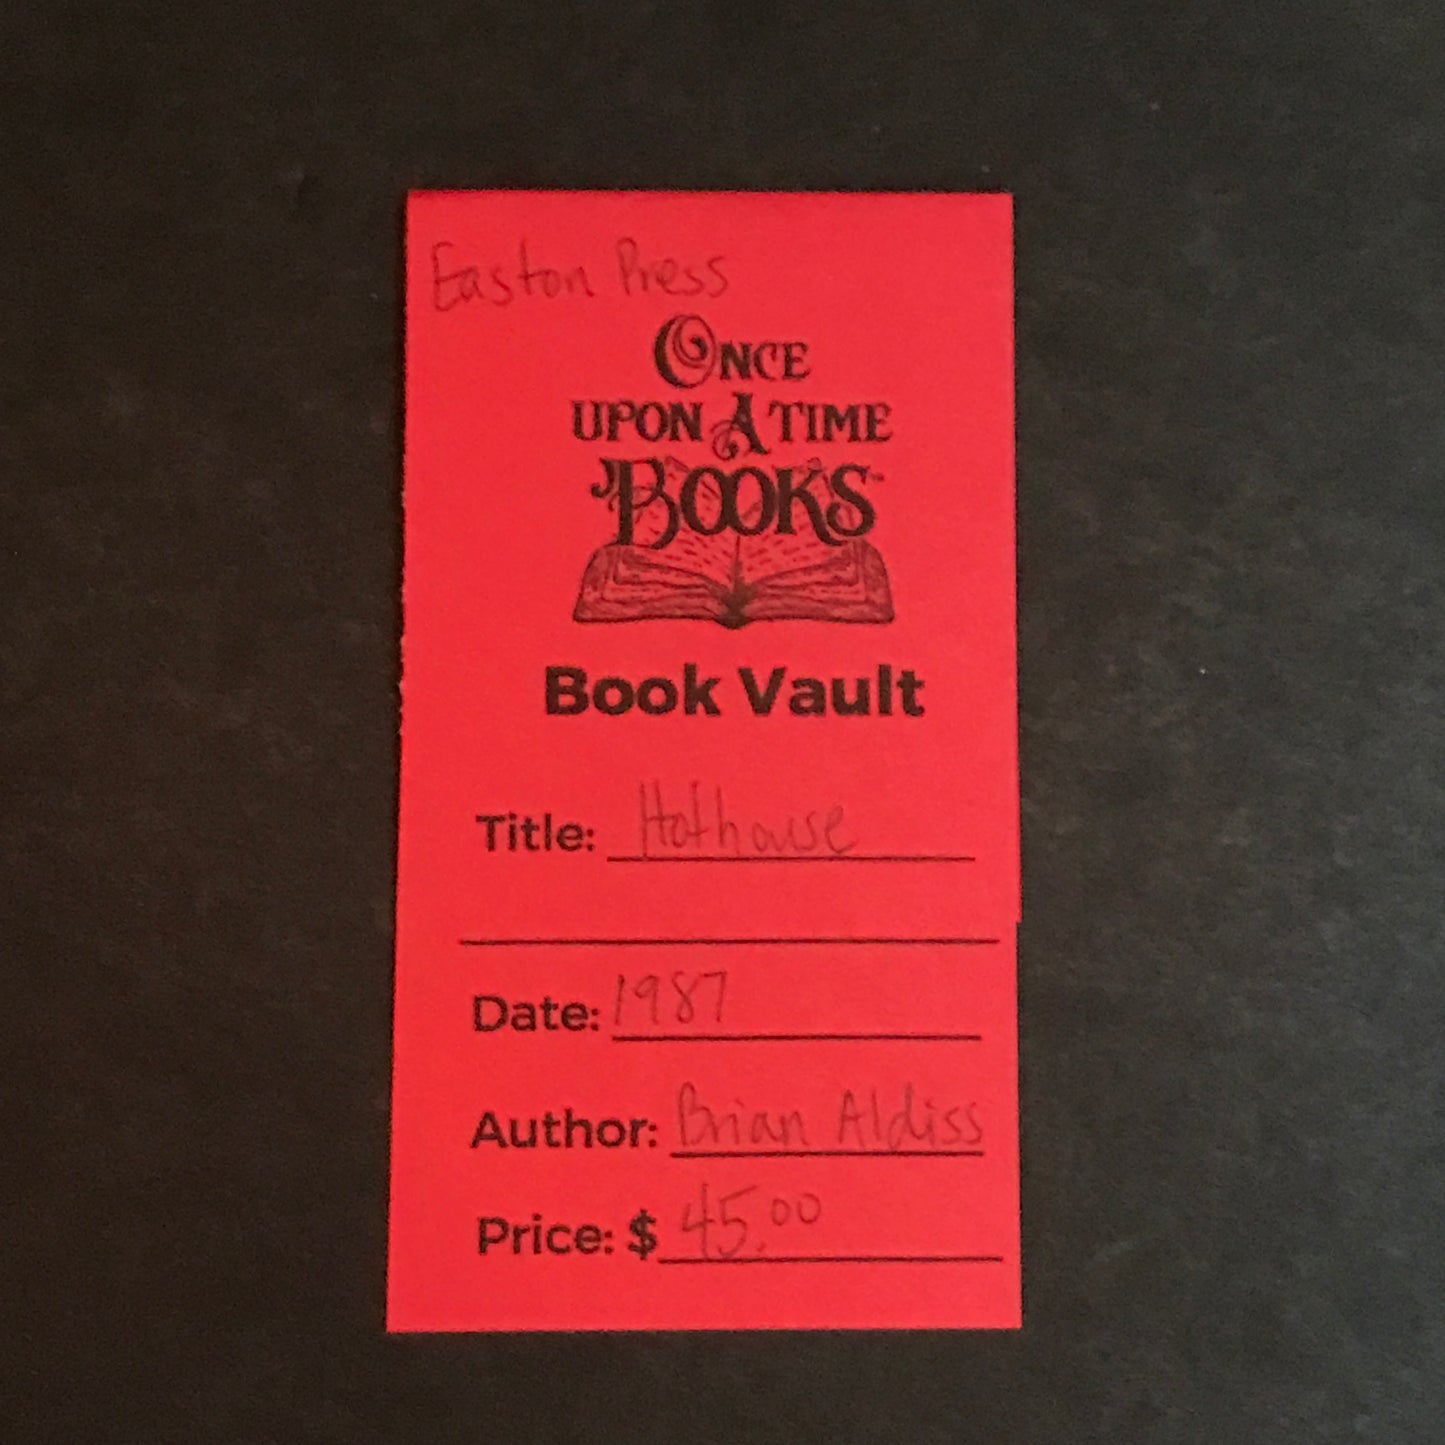 Easton Press
ONCE
UPON A TIME
BOOKS
Book Vault
Title: Hothouse
Date: 1987
Author: Brian Aldiss
Price: $ 45.00